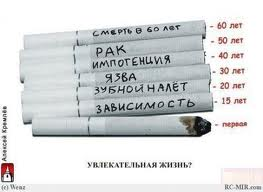 СМЕРТЬ В 60 ЛЕТ - 60 лет
РАК - 50 лет
ИМПОТЕНЦИЯ - 40 лет
ЯЗВА - 30 лет
ЗУБНОЙ НАЛЁТ - 20 лет
ЗАВИСИМОСТЬ - 15 лет
- первая
Алексей Кремлёв
УВЛЕКАТЕЛЬНАЯ ЖИЗНЬ?
(c) Wenz
RC-MIR.com